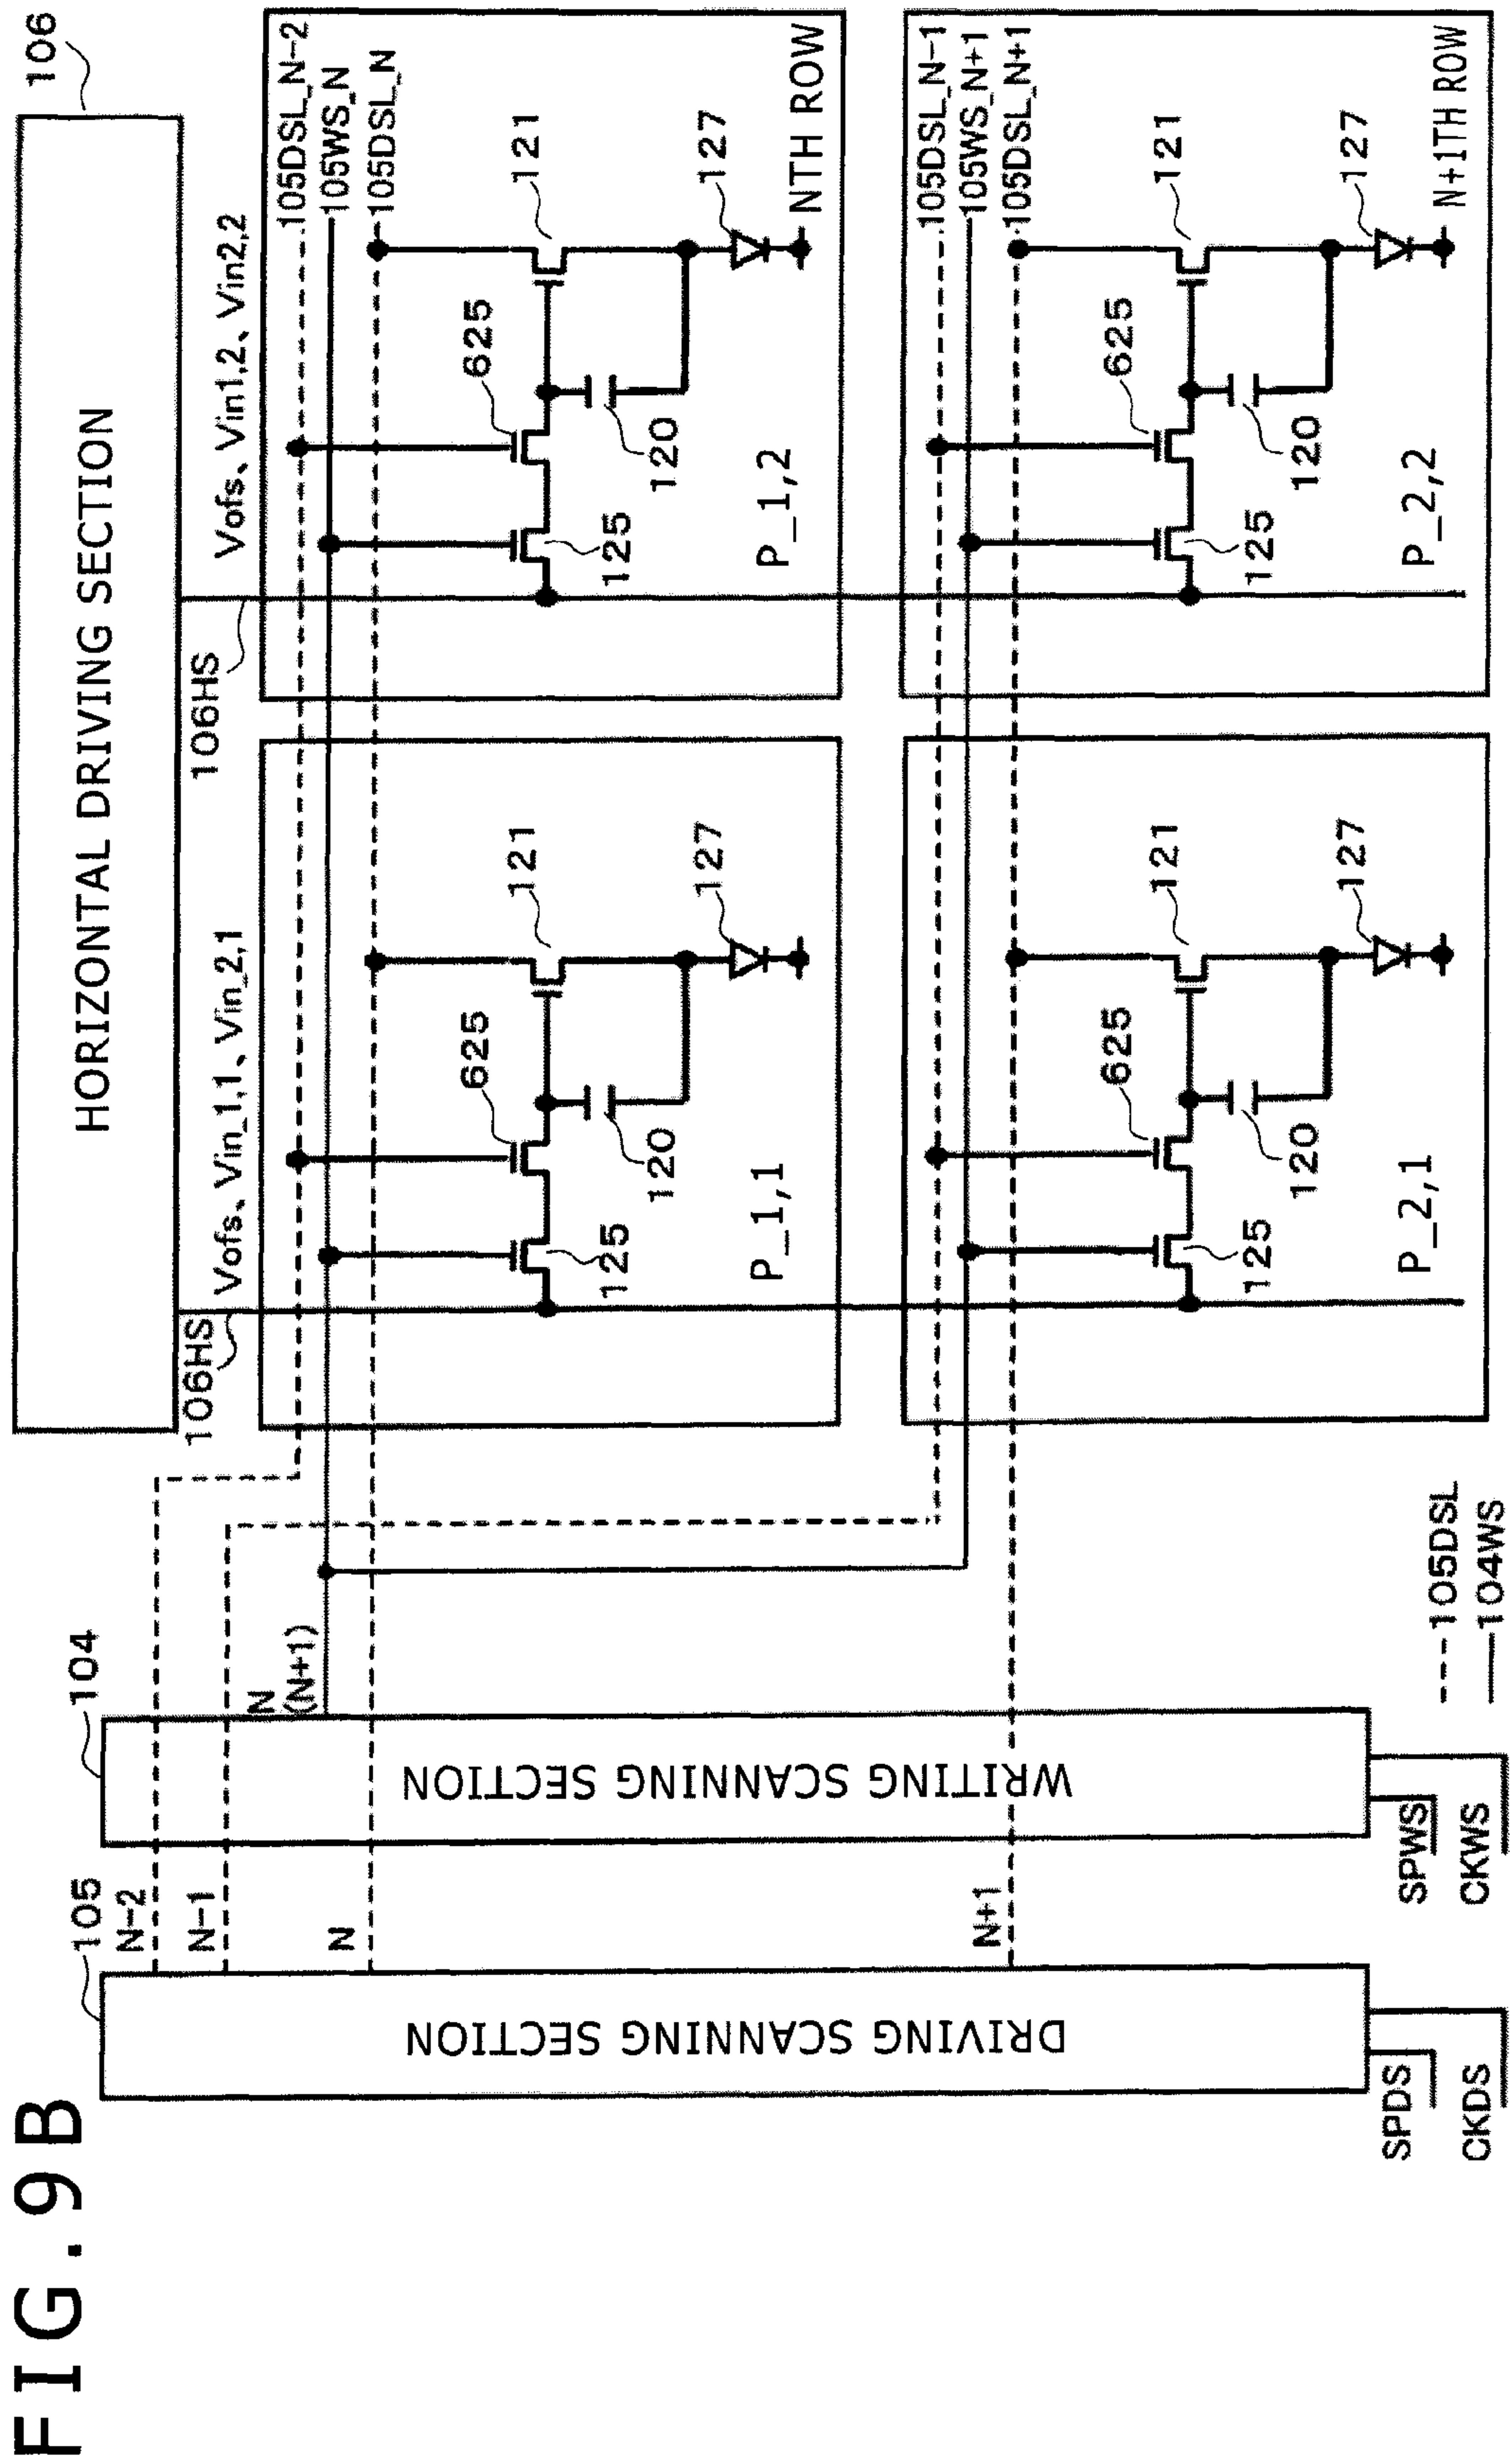 FIG.9B
106
HORIZONTAL DRIVING SECTION
106HS
Vofs、Vin_1,1、Vin_2,1
106HS
Vofs、Vin1,2、Vin2,2
105
104
N-2
N-1
N
N+1
N
(N+1)
DRIVING SCANNING SECTION
WRITING SCANNING SECTION
105DSL_N-2
105WS_N
105DSL_N
625
121
125
120
127
P_1,1
625
121
125
120
127
P_1,2
NTH ROW
105DSL_N-1
105WS_N+1
105DSL_N+1
625
121
125
120
127
P_2,1
625
121
125
120
127
P_2,2
N+1TH ROW
SPDS
CKDS
SPWS
CKWS
105DSL
104WS